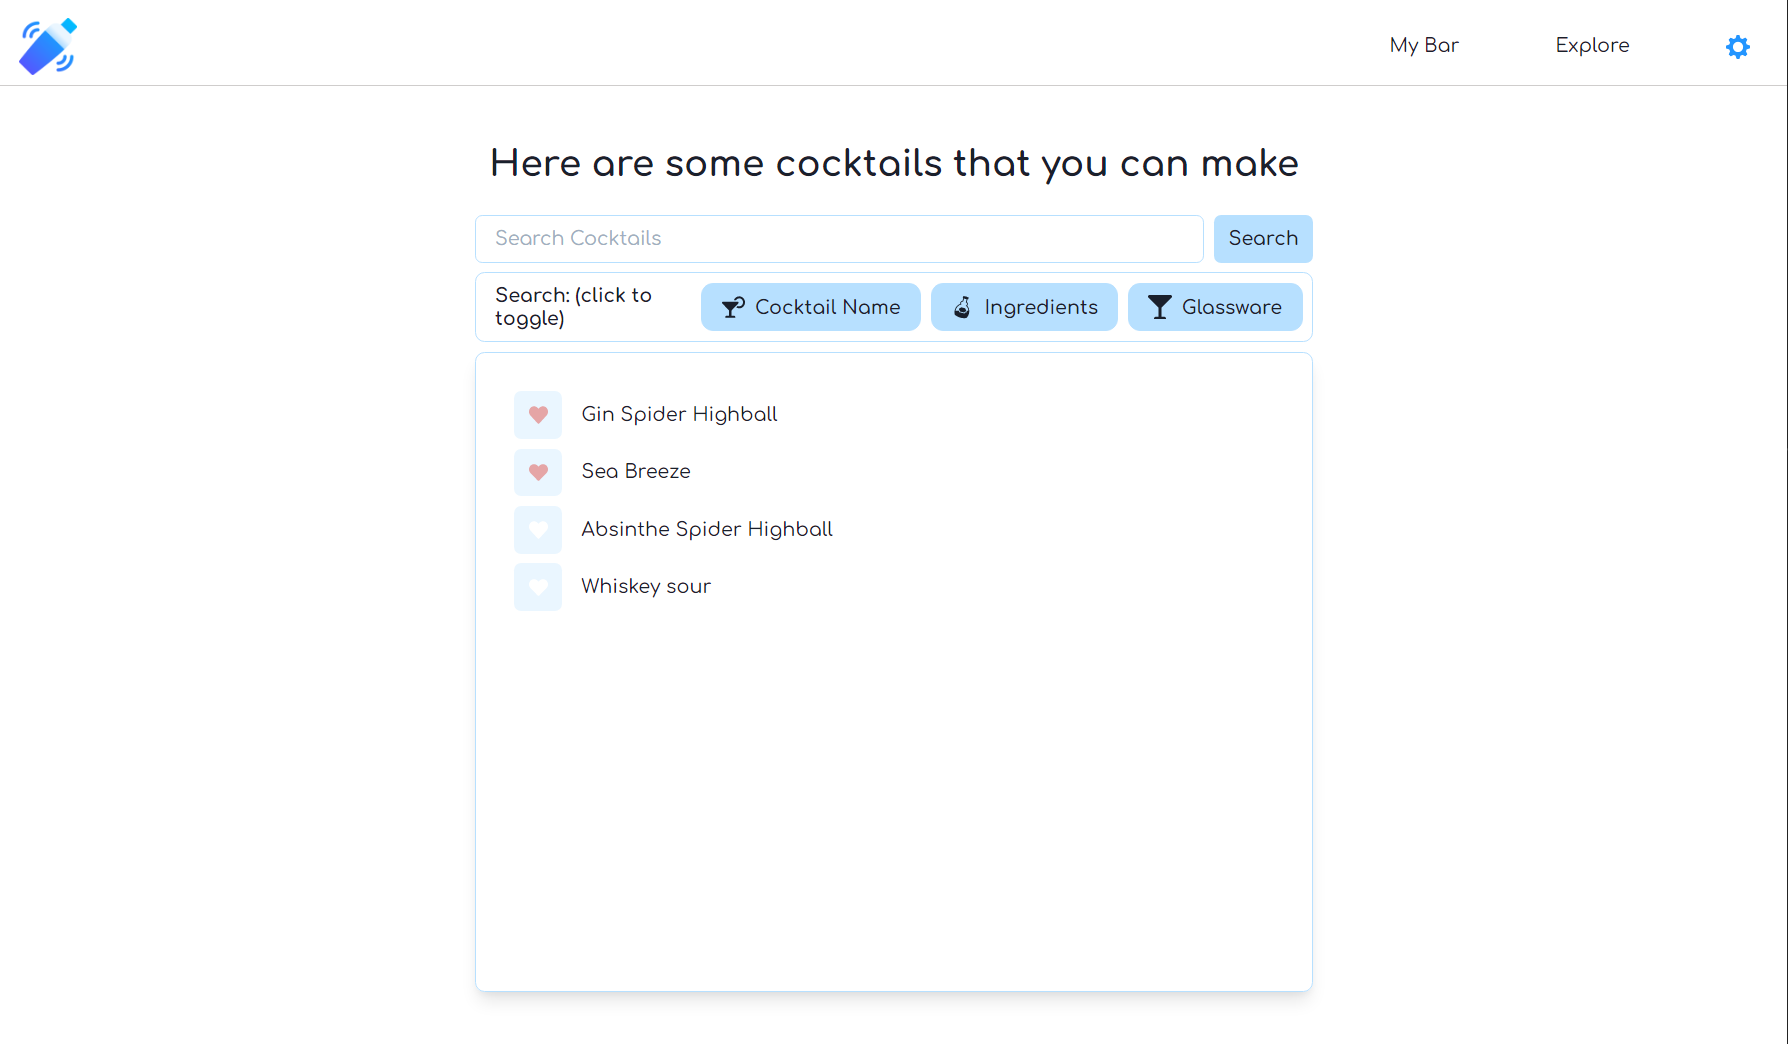 My Bar
Explore
Here are some cocktails that you can make
Search Cocktails
Search
Search: (click to
toggle)
Cocktail Name
Ingredients
Glassware
Gin Spider Highball
Sea Breeze
Absinthe Spider Highball
Whiskey sour